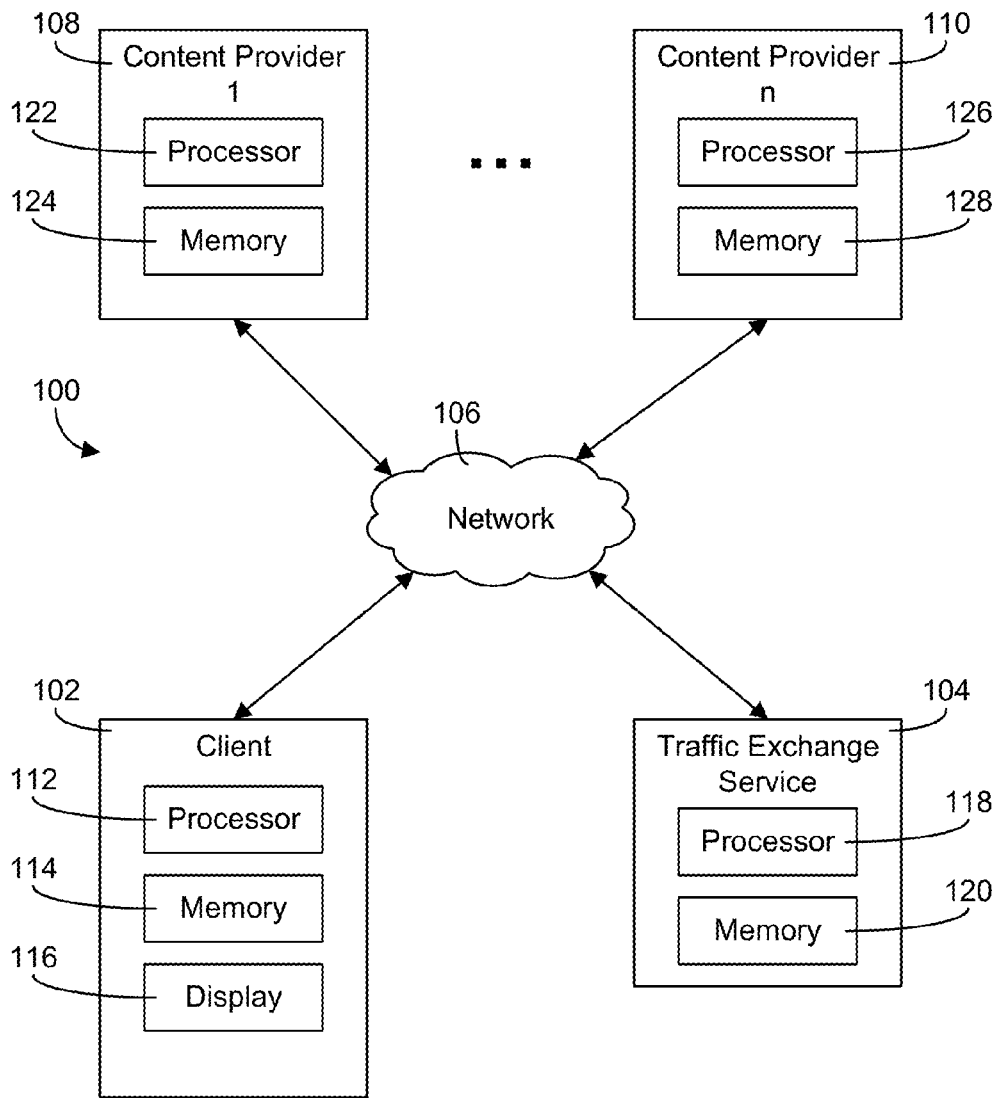 108
Content Provider
1
122
Processor
124
Memory
110
Content Provider
n
126
Processor
128
Memory
100
106
Network
102
Client
112
Processor
114
Memory
116
Display
104
Traffic Exchange
Service
118
Processor
120
Memory